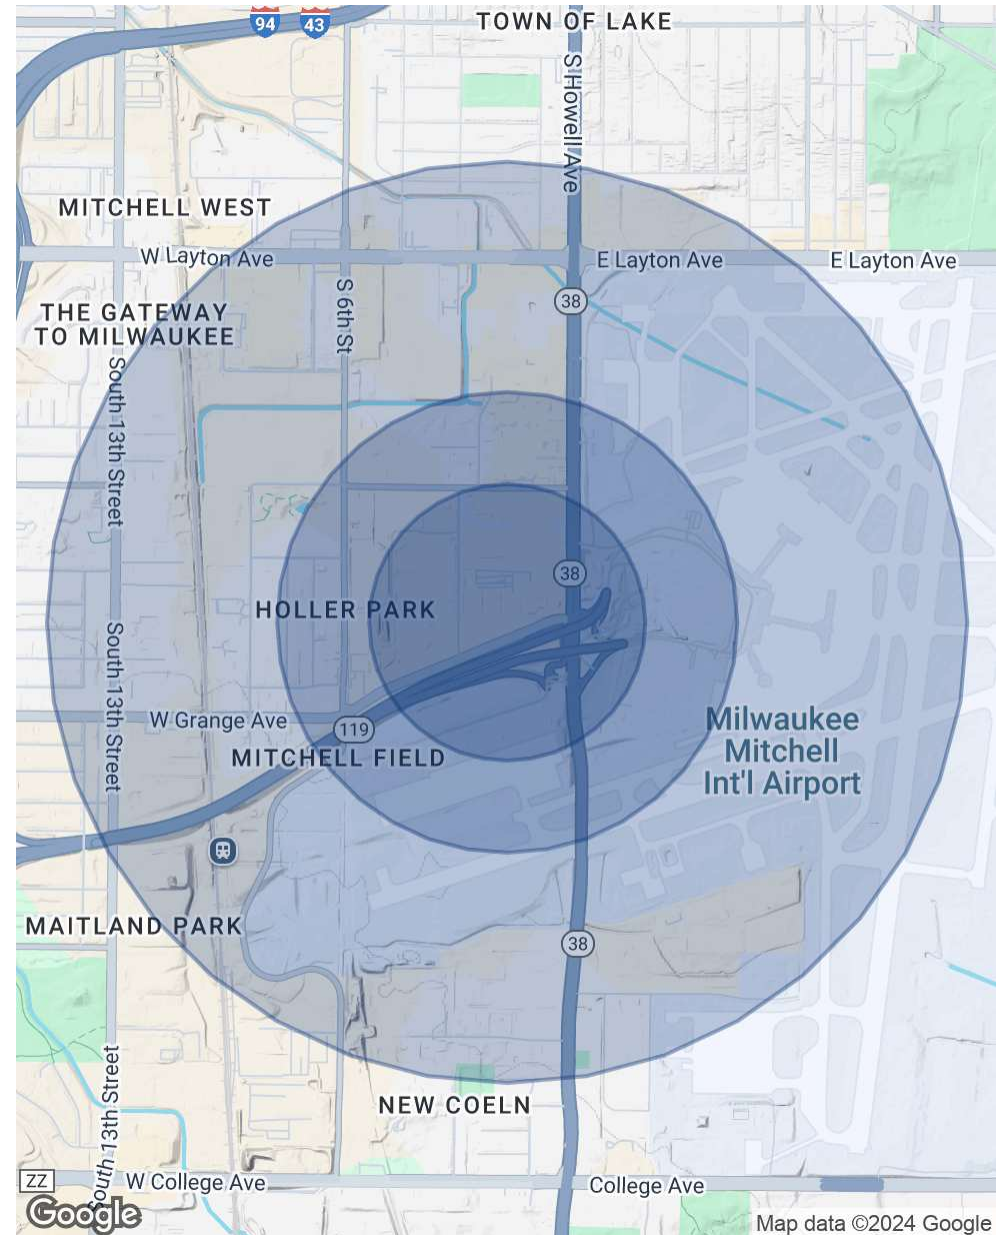 94
43
TOWN OF LAKE
S Howell Ave
MITCHELL WEST
W Layton Ave
E Layton Ave
E Layton Ave
S 6th St
38
THE GATEWAY
TO MILWAUKEE
South 13th Street
38
HOLLER PARK
South 13th Street
W Grange Ave
119
MITCHELL FIELD
Milwaukee
Mitchell
Int'l Airport
MAITLAND PARK
38
South 13th Street
NEW COELN
ZZ
W College Ave
College Ave
Google
Map data ©2024 Google